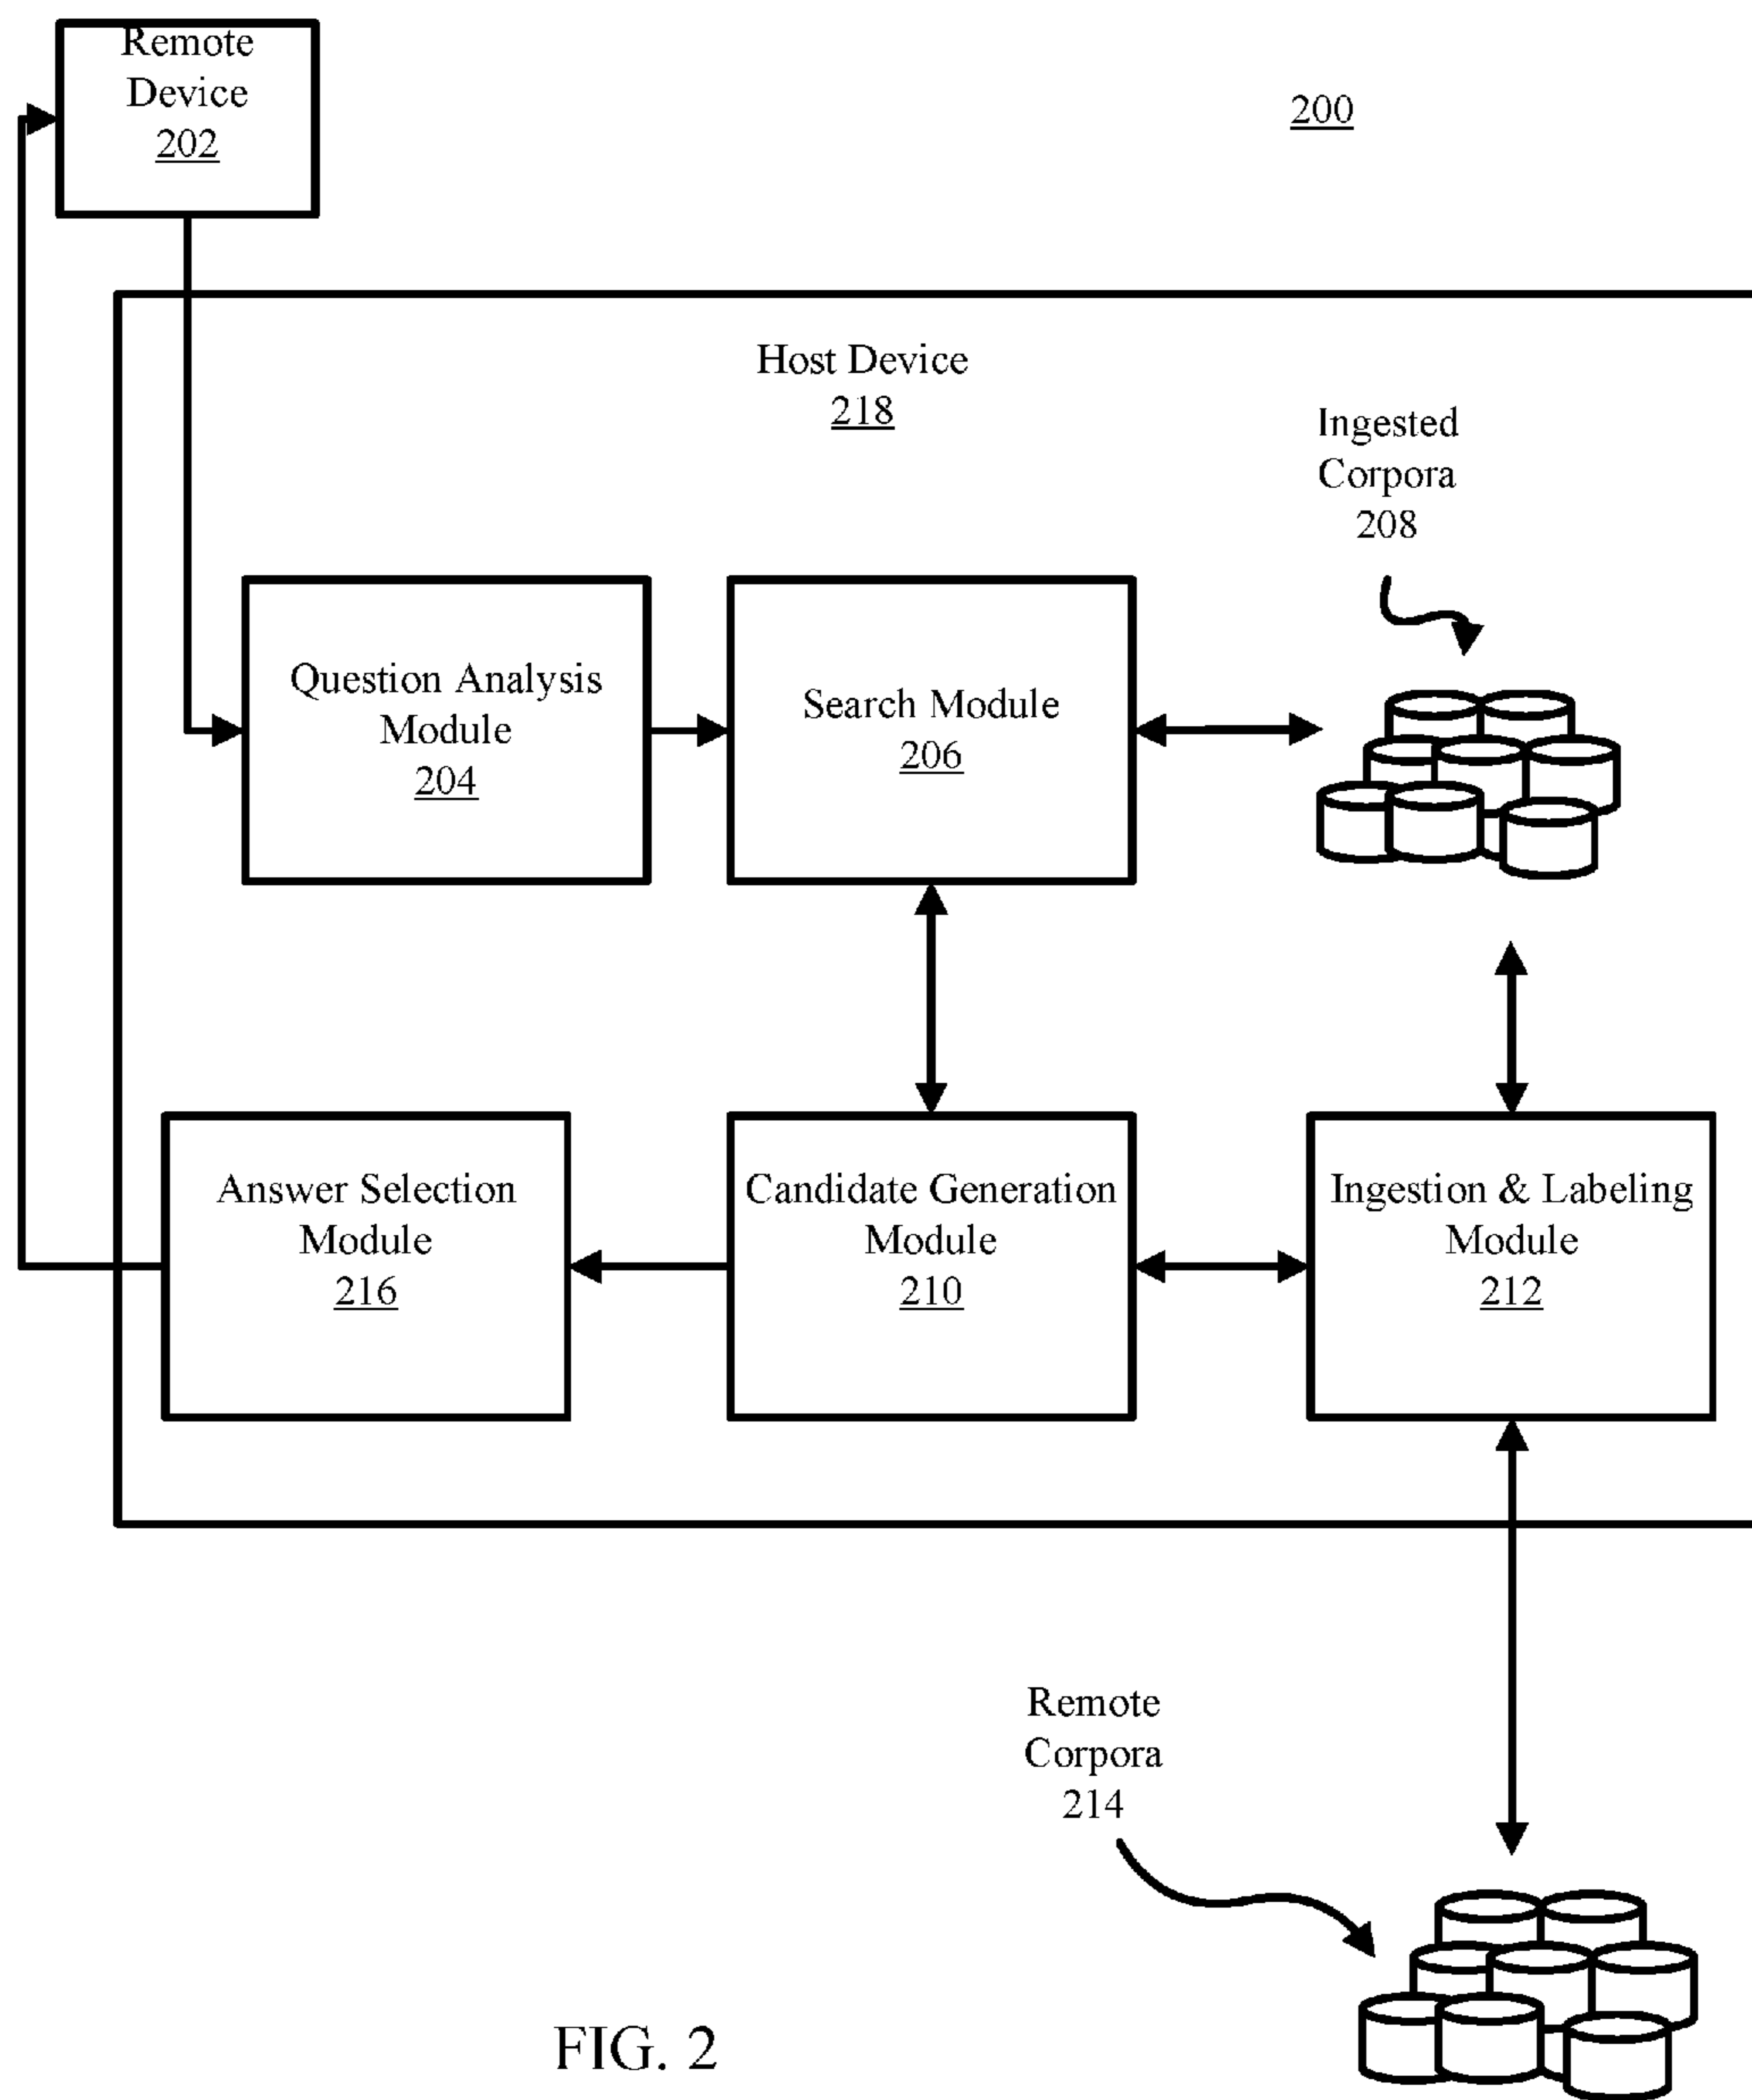 Remote
Device
202
200
Host Device
218
Ingested
Corpora
208
Question Analysis
Module
204
Search Module
206
Answer Selection
Module
216
Candidate Generation
Module
210
Ingestion & Labeling
Module
212
Remote
Corpora
214
FIG. 2